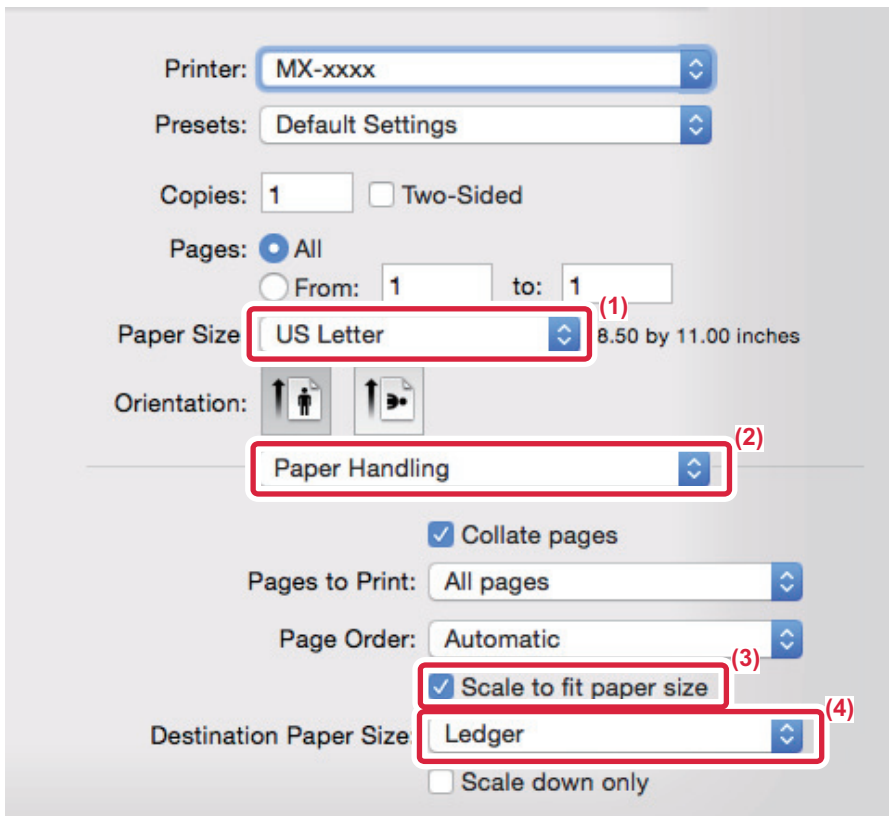 Printer: MX-xxxx
Presets: Default Settings
Copies: 1 Two-Sided
Pages: All
From: 1 to: 1
(1)
Paper Size US Letter 8.50 by 11.00 inches
Orientation:
(2)
Paper Handling
Collate pages
Pages to Print: All pages
Page Order: Automatic
(3)
Scale to fit paper size
(4)
Destination Paper Size: Ledger
Scale down only